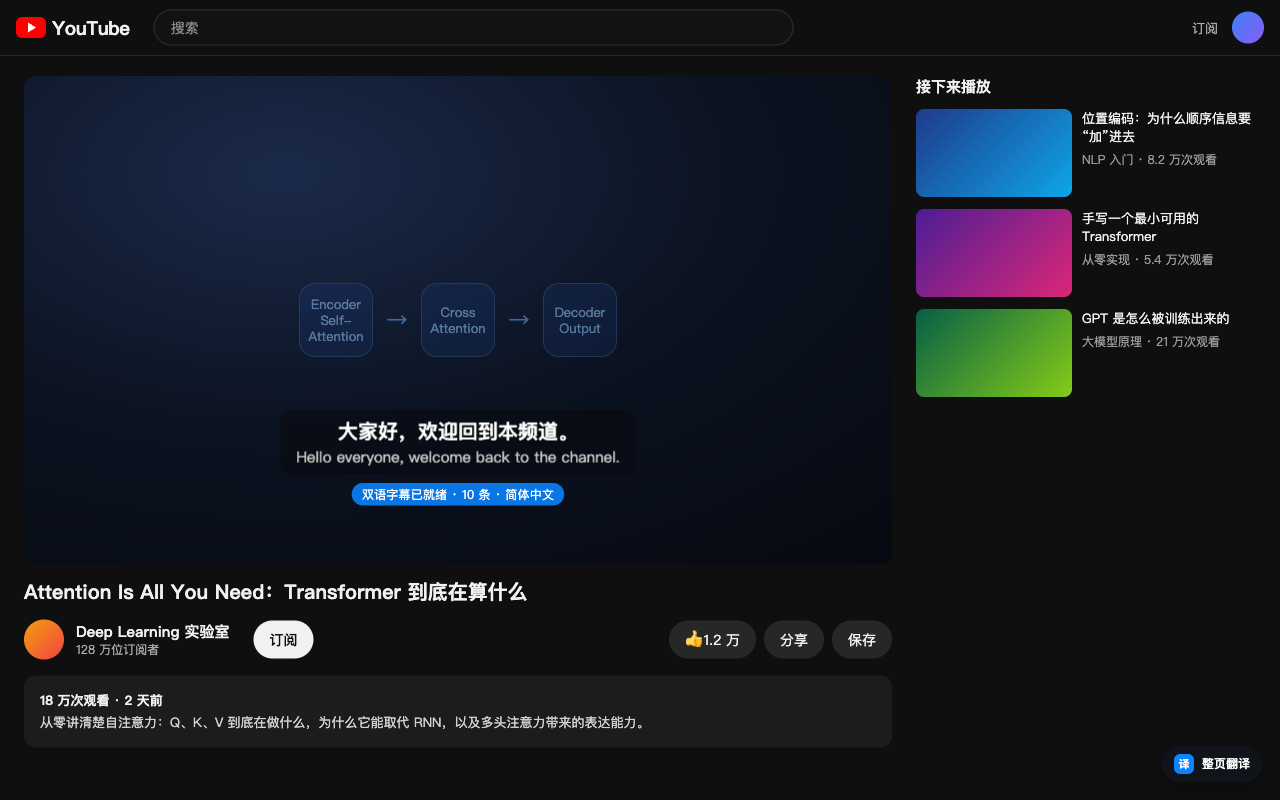 YouTube
搜索
订阅
Encoder
Self-
Attention
→
Cross
Attention
→
Decoder
Output
大家好，欢迎回到本频道。
Hello everyone, welcome back to the channel.
双语字幕已就绪 · 10 条 · 简体中文
Attention Is All You Need：Transformer 到底在算什么
Deep Learning 实验室
128 万位订阅者
订阅
👍1.2 万
分享
保存
18 万次观看 · 2 天前
从零讲清楚自注意力：Q、K、V 到底在做什么，为什么它能取代 RNN，以及多头注意力带来的表达能力。
接下来播放
位置编码：为什么顺序信息要
“加”进去
NLP 入门 · 8.2 万次观看
手写一个最小可用的
Transformer
从零实现 · 5.4 万次观看
GPT 是怎么被训练出来的
大模型原理 · 21 万次观看
译 整页翻译